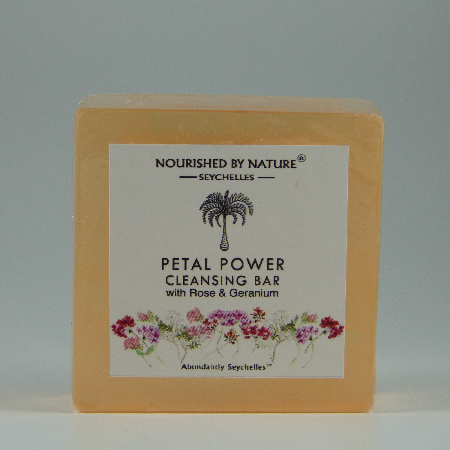 NOURISHED BY NATURE®
SEYCHELLES
PETAL POWER
CLEANSING BAR
with Rose & Geranium
Abundantly Seychelles™